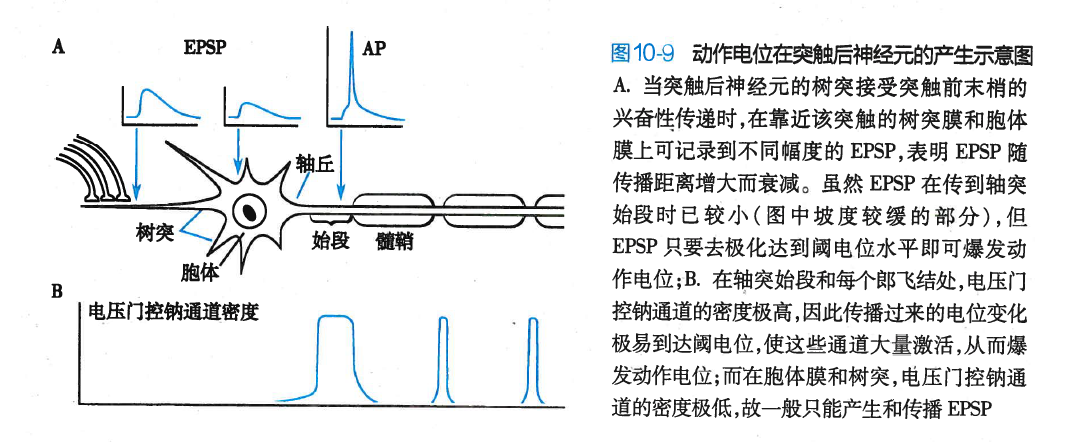 A
EPSP
AP
轴丘
树突
始段
髓鞘
胞体
B
电压门控钠通道密度
图10-9 动作电位在突触后神经元的产生示意图
A. 当突触后神经元的树突接受突触前末梢的
兴奋性传递时,在靠近该突触的树突膜和胞体
膜上可记录到不同幅度的 EPSP,表明 EPSP 随
传播距离增大而衰减。虽然 EPSP 在传到轴突
始段时已较小(图中坡度较缓的部分),但
EPSP 只要去极化达到阈电位水平即可爆发动
作电位;B. 在轴突始段和每个郎飞结处,电压门
控钠通道的密度极高,因此传播过来的电位变化
极易到达阈电位,使这些通道大量激活,从而爆
发动作电位;而在胞体膜和树突,电压门控钠通
道的密度极低,故一般只能产生和传播 EPSP